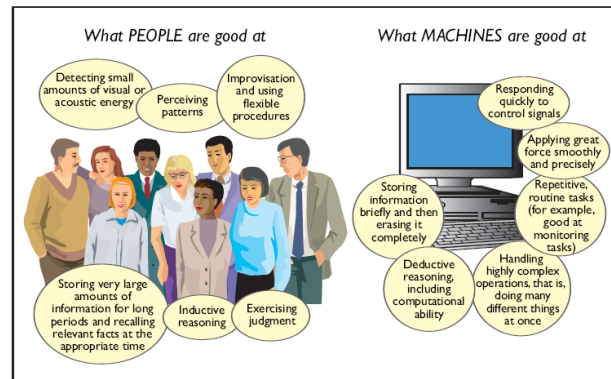 What PEOPLE are good at
Detecting small
amounts of visual or
acoustic energy
Perceiving
patterns
Improvisation
and using
flexible
procedures
Storing very large
amounts of
information for long
periods and recalling
relevant facts at the
appropriate time
Inductive
reasoning
Exercising
judgment
What MACHINES are good at
Responding
quickly to
control signals
Applying great
force smoothly
and precisely
Repetitive,
routine tasks
(for example,
good at
monitoring
tasks)
Storing
information
briefly and then
erasing it
completely
Deductive
reasoning,
including
computational
ability
Handling
highly complex
operations, that is,
doing many
different things
at once